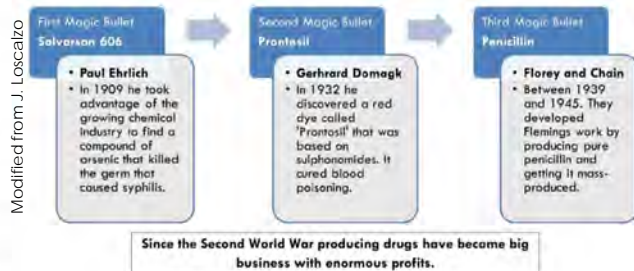 Modified from J. Loscalzo
First Magic Bullet
Salvarson 606
• Paul Ehrlich
• In 1909 he took
advantage of the
growing chemical
industry to find a
compound of
arsenic that killed
the germ that
caused syphilis.
Second Magic Bullet
Prontosil
• Gerhrard Domagk
• In 1932 he
discovered a red
dye called
'Prontosil' that was
based on
sulphonomides. It
cured blood
poisoning.
Third Magic Bullet
Penicillin
• Florey and Chain
• Between 1939
and 1945. They
developed
Flemings work by
producing pure
penicillin and
getting it mass-
produced.
Since the Second World War producing drugs have become big
business with enormous profits.